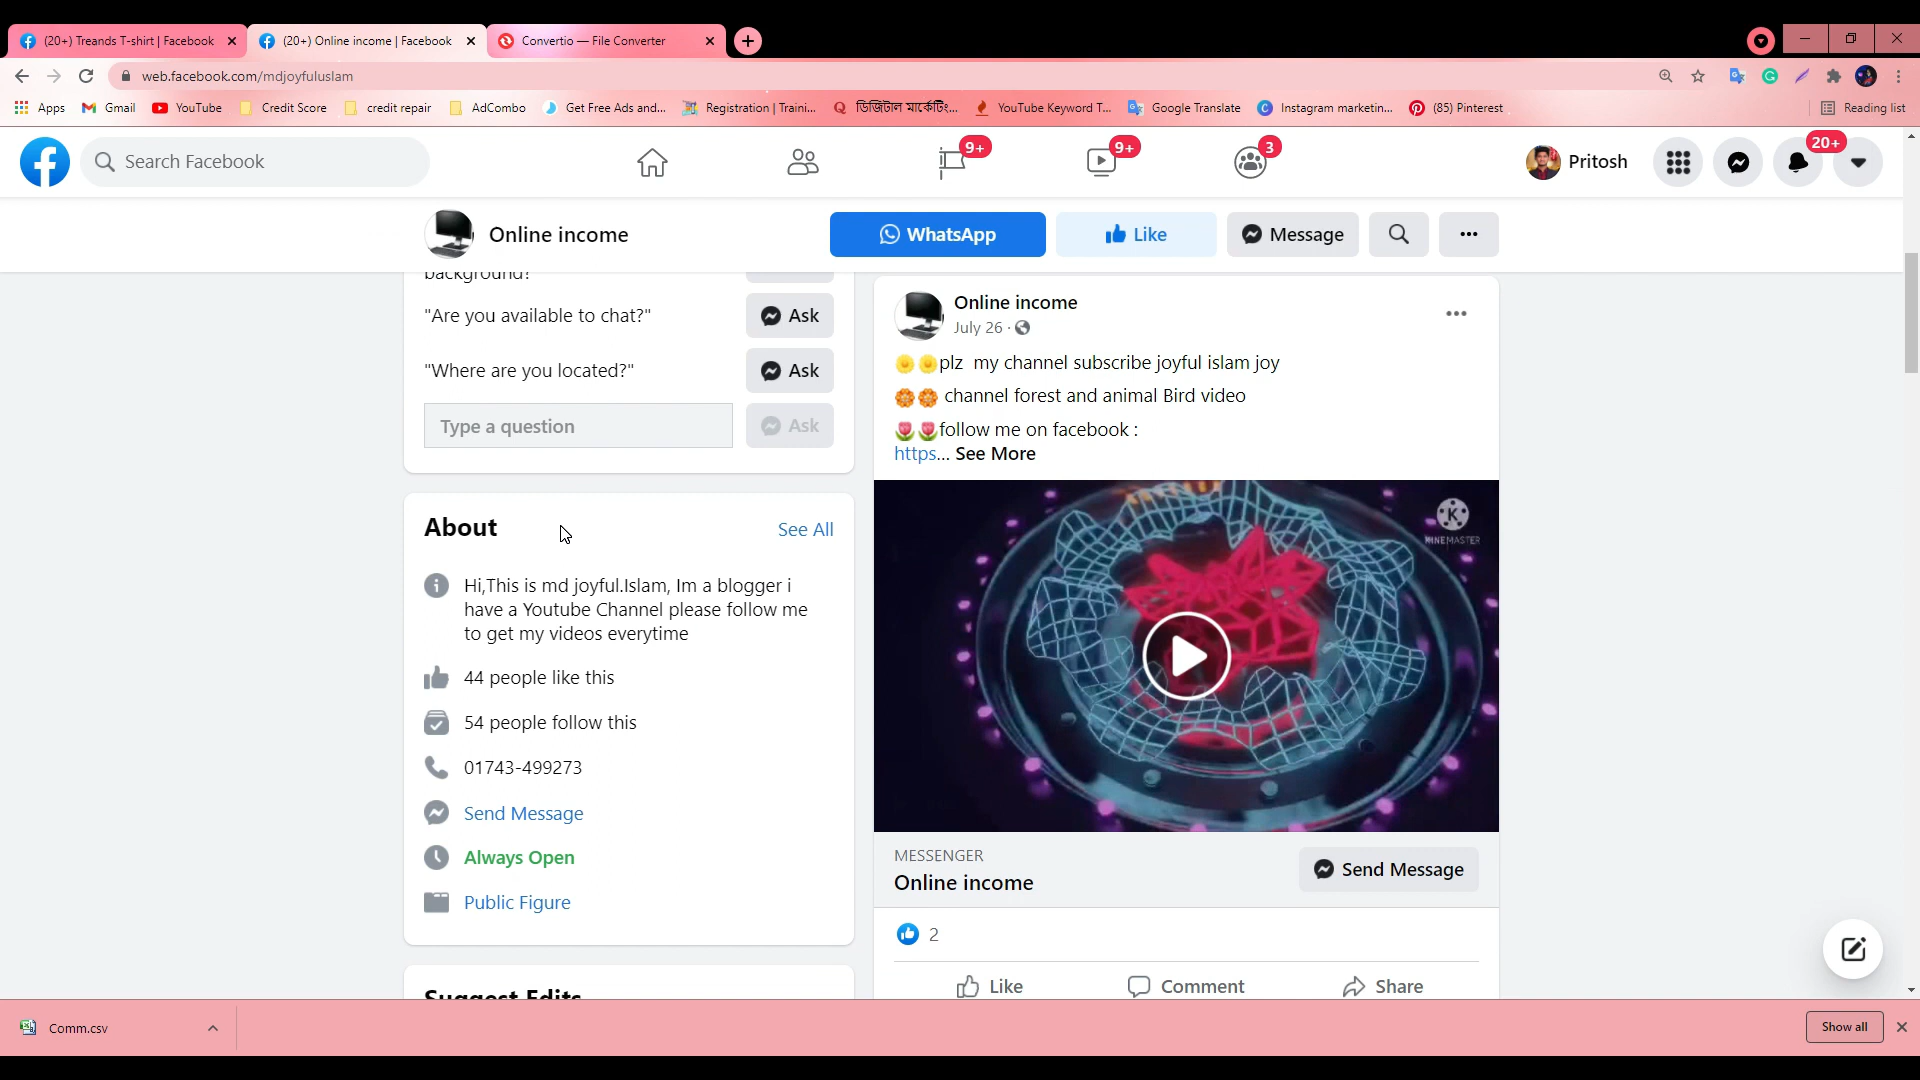 (20+) Treands T-shirt | Facebook
(20+) Online income | Facebook
Convertio — File Converter
web.facebook.com/mdjoyfuluslam
Apps
Gmail
YouTube
Credit Score
credit repair
AdCombo
Get Free Ads and...
Registration | Traini...
ডিজিটাল মার্কেটিং...
YouTube Keyword T...
Google Translate
Instagram marketin...
(85) Pinterest
Reading list
Search Facebook
9+
9+
3
Pritosh
20+
Online income
WhatsApp
Like
Message
background?
"Are you available to chat?"
Ask
"Where are you located?"
Ask
Type a question
Ask
About
See All
Hi,This is md joyful.Islam, Im a blogger i
have a Youtube Channel please follow me
to get my videos everytime
44 people like this
54 people follow this
01743-499273
Send Message
Always Open
Public Figure
Suggest Edits
Online income
July 26 ·
🌼🌼plz my channel subscribe joyful islam joy
🏵️🏵️ channel forest and animal Bird video
🌷🌷follow me on facebook :
https... See More
K
KINEMASTER
MESSENGER
Online income
Send Message
2
Like
Comment
Share
Comm.csv
Show all